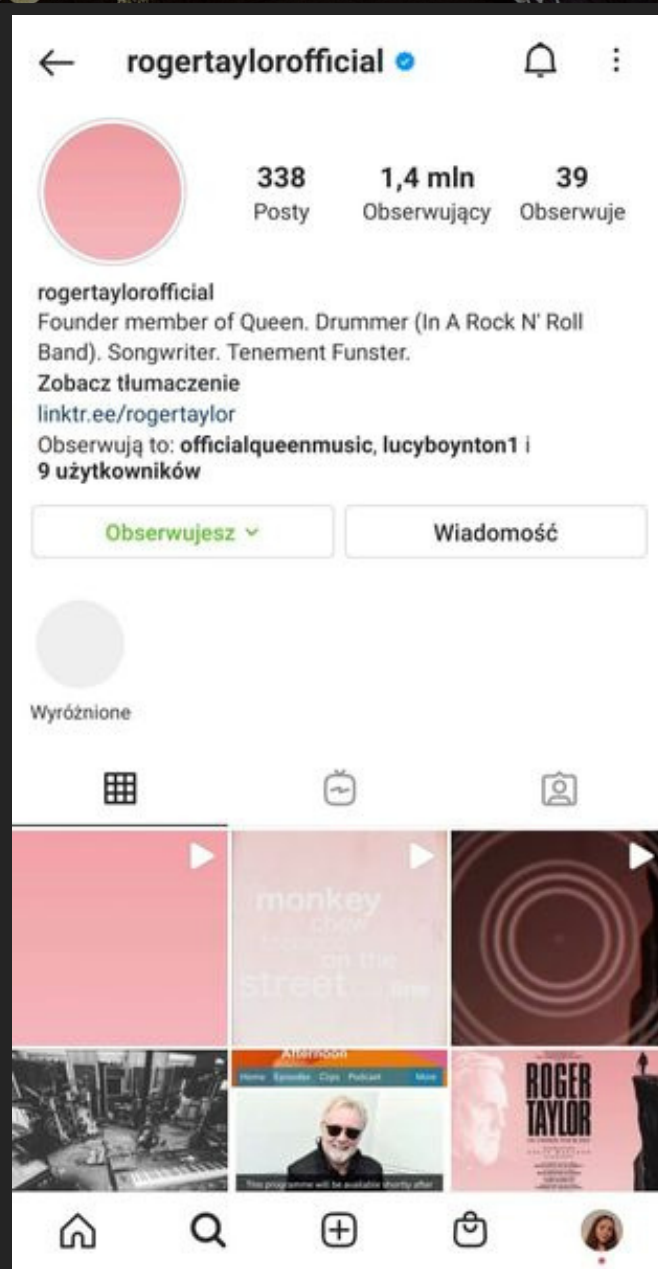 rogertaylorofficial
338 1,4 mln 39
Posty Obserwujący Obserwuje
rogertaylorofficial
Founder member of Queen. Drummer (In A Rock N' Roll
Band). Songwriter. Tenement Funster.
Zobacz tłumaczenie
linktr.ee/rogertaylor
Obserwują to: officialqueenmusic, lucyboynton1 i
9 użytkowników
Obserwujesz Wiadomość
Wyróżnione
monkey
chew
on the
street line
Afternoon
Home Episodes Clips Podcast More
This programme will be available shortly after
ROGER
TAYLOR